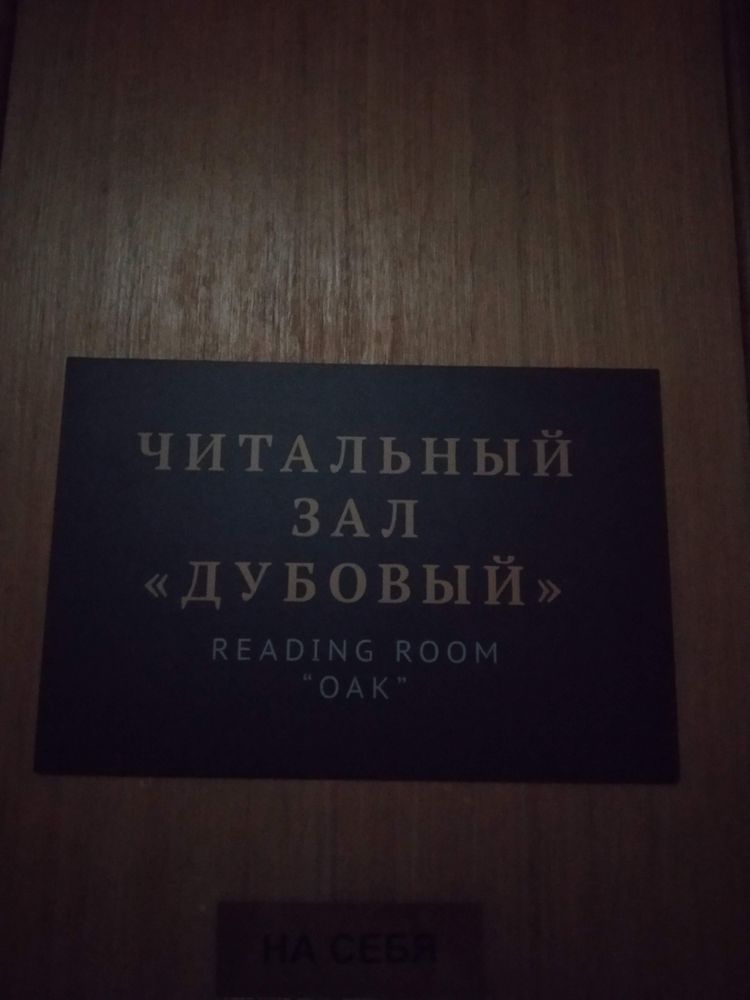 ЧИТАЛЬНЫЙ
ЗАЛ
«ДУБОВЫЙ»
READING ROOM
“OAK”
НА СЕБЯ